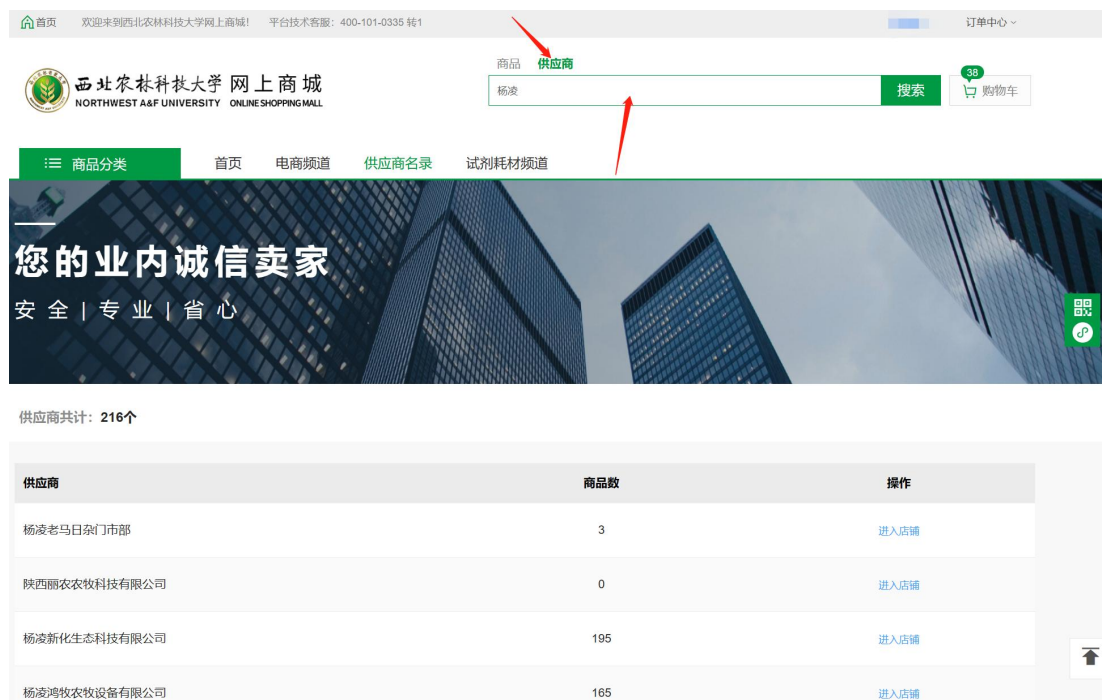 首页 欢迎来到西北农林科技大学网上商城! 平台技术客服：400-101-0335 转1 订单中心
商品 供应商
西北农林科技大学 网上商城
NORTHWEST A&F UNIVERSITY ONLINE SHOPPING MALL
杨凌 搜索 38 购物车
商品分类 首页 电商频道 供应商名录 试剂耗材频道
您的业内诚信卖家
安全|专业|省心
供应商共计：216个
供应商 商品数 操作
杨凌老马日杂门市部 3 进入店铺
陕西丽农农牧科技有限公司 0 进入店铺
杨凌新化生态科技有限公司 195 进入店铺
杨凌鸿牧农牧设备有限公司 165 进入店铺